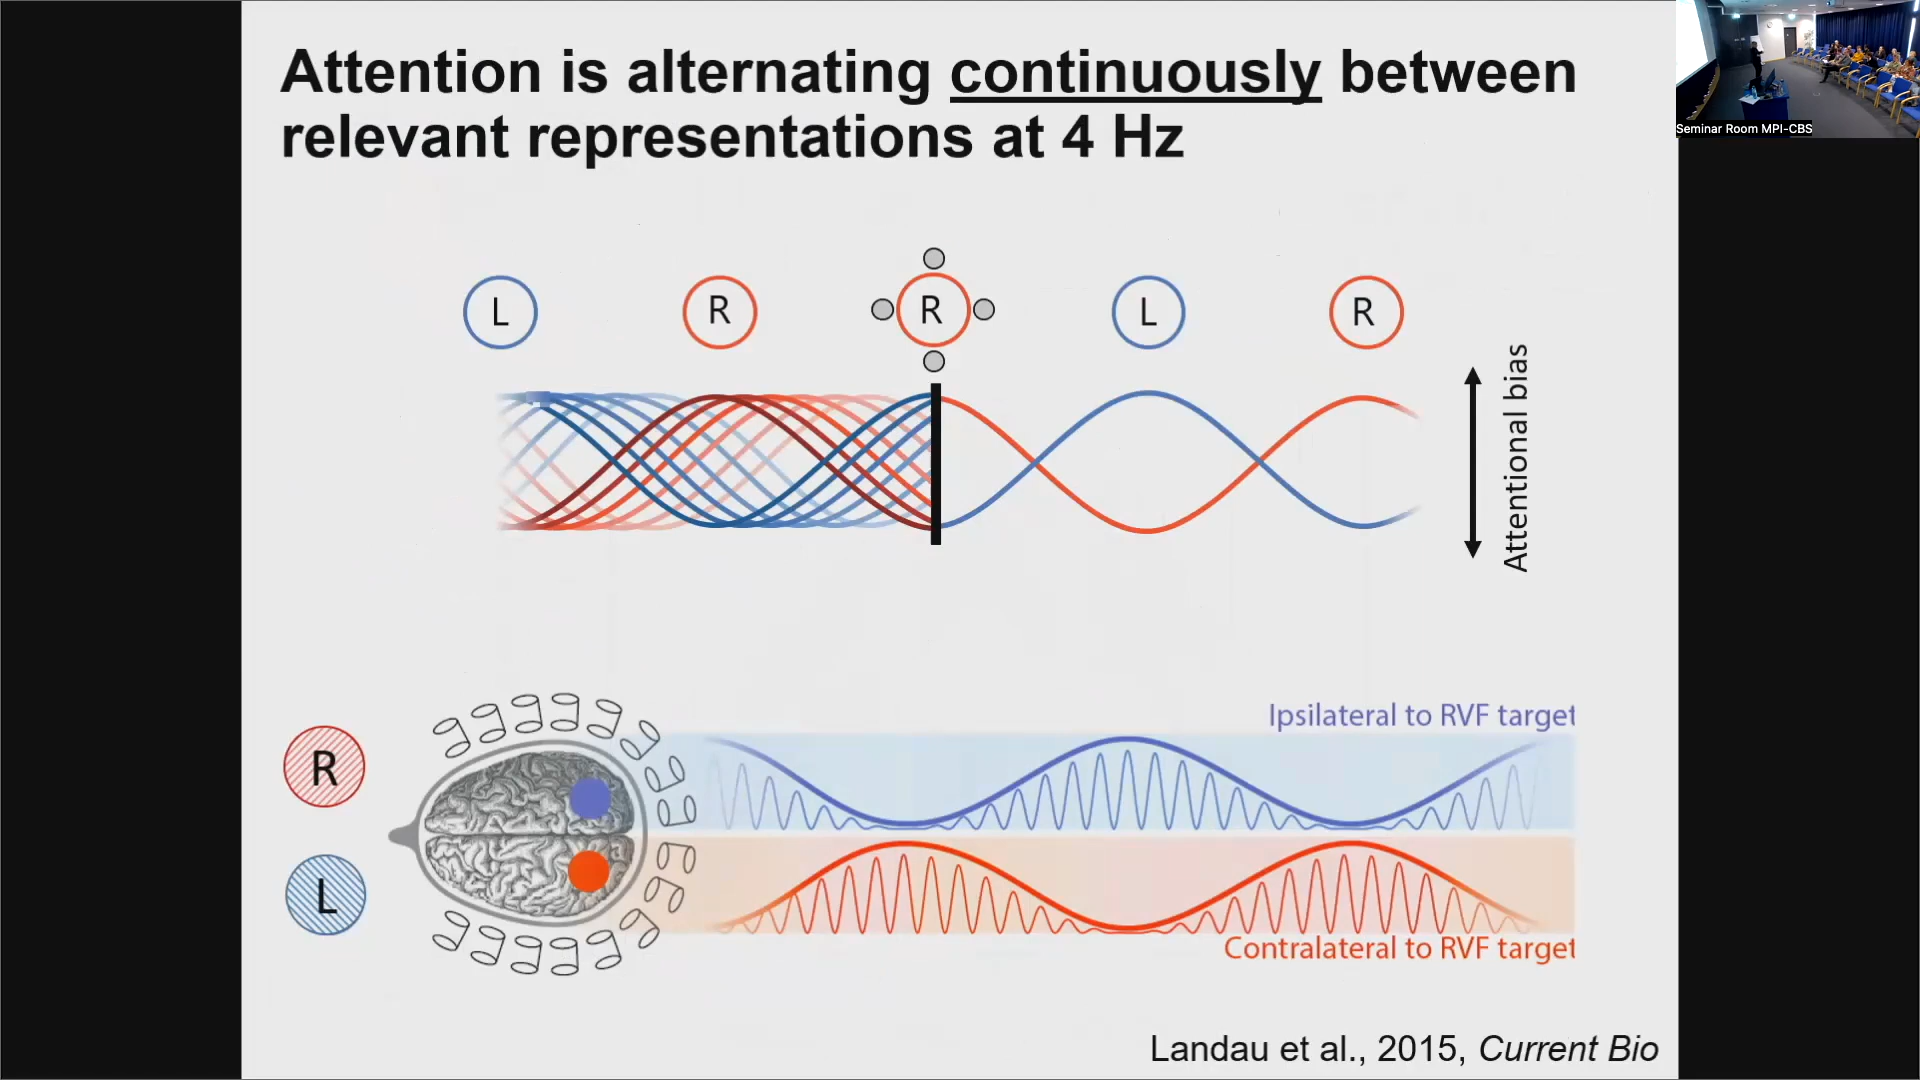 Attention is alternating continuously between
relevant representations at 4 Hz
Seminar Room MPI-CBS
L
R
R
L
R
Attentional bias
Ipsilateral to RVF target
R
L
Contralateral to RVF target
Landau et al., 2015, Current Bio